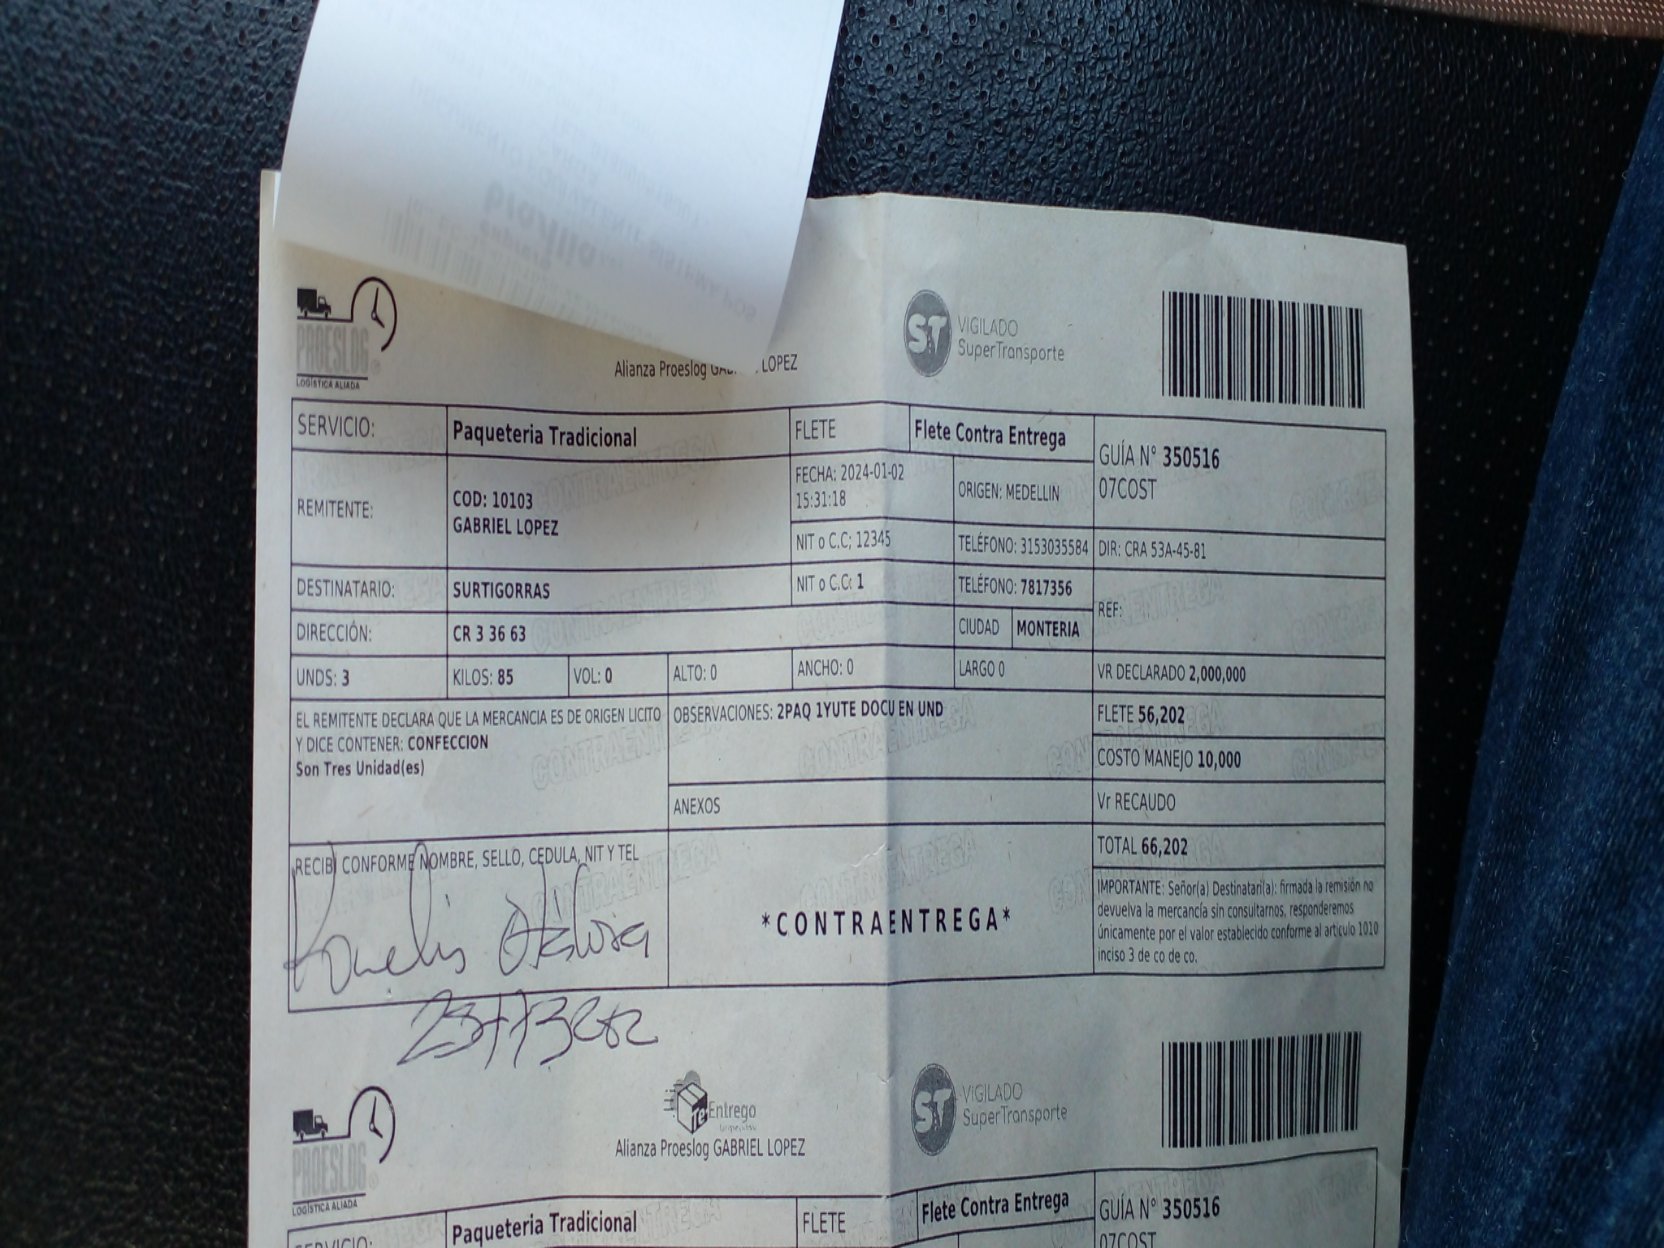 PROESLOG
LOGÍSTICA ALIADA
Alianza Proeslog LOPEZ
ST VIGILADO
SuperTransporte
SERVICIO: Paqueteria Tradicional FLETE Flete Contra Entrega GUÍA N° 350516
07COST
REMITENTE: COD: 10103
GABRIEL LOPEZ
FECHA: 2024-01-02
15:31:18
ORIGEN: MEDELLIN
NIT o C.C; 12345 TELÉFONO: 3153035584 DIR: CRA 53A-45-81
DESTINATARIO: SURTIGORRAS NIT o C.C: 1 TELÉFONO: 7817356 REF:
DIRECCIÓN: CR 3 36 63 CIUDAD MONTERIA
UNDS: 3 KILOS: 85 VOL: 0 ALTO: 0 ANCHO: 0 LARGO 0 VR DECLARADO 2,000,000
EL REMITENTE DECLARA QUE LA MERCANCIA ES DE ORIGEN LICITO
Y DICE CONTENER: CONFECCION
Son Tres Unidad(es)
OBSERVACIONES: 2PAQ 1YUTE DOCU EN UND
FLETE 56,202
COSTO MANEJO 10,000
ANEXOS
Vr RECAUDO
RECIBI CONFORME NOMBRE, SELLO, CEDULA, NIT Y TEL
TOTAL 66,202
*CONTRAENTREGA*
IMPORTANTE: Señor(a) Destinatari(a): firmada la remisión no
devuelva la mercancía sin consultarnos, responderemos
únicamente por el valor establecido conforme al articulo 1010
inciso 3 de co de co.
PROESLOG
LOGÍSTICA ALIADA
Entrego
Alianza Proeslog GABRIEL LOPEZ
ST VIGILADO
SuperTransporte
SERVICIO: Paqueteria Tradicional FLETE Flete Contra Entrega GUÍA N° 350516
07COST